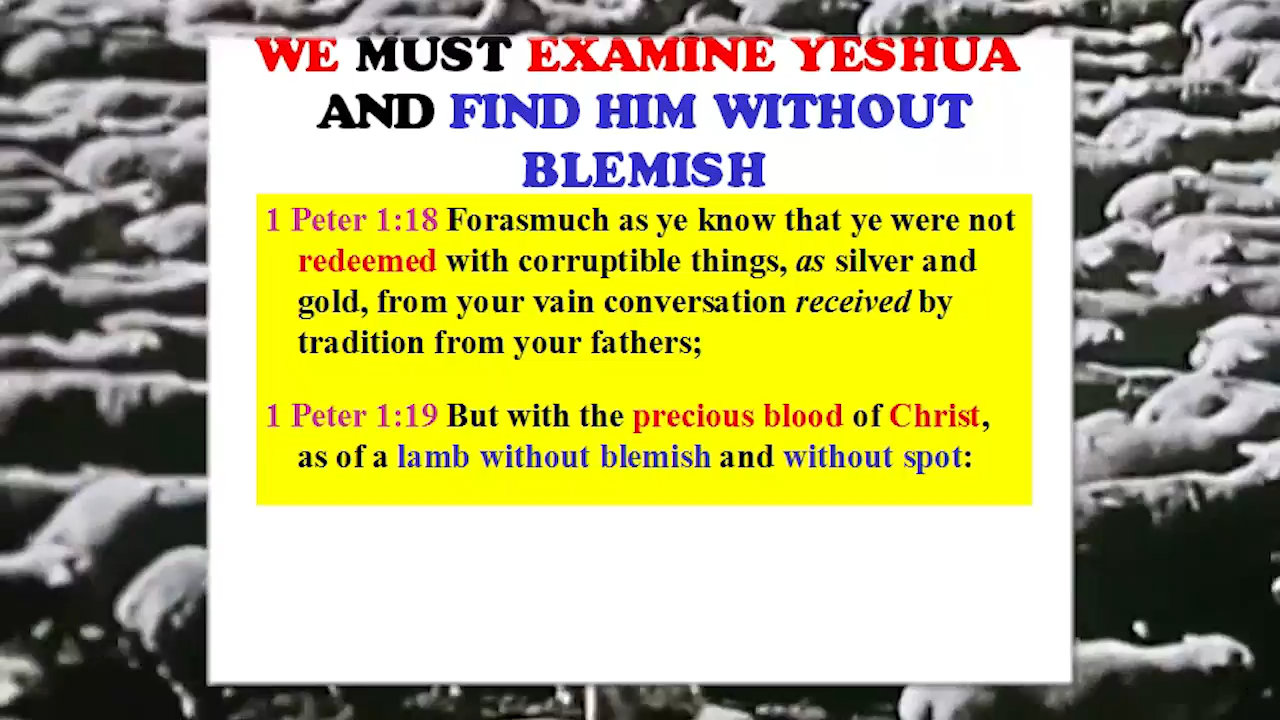 WE MUST EXAMINE YESHUA
AND FIND HIM WITHOUT
BLEMISH
1 Peter 1:18 Forasmuch as ye know that ye were not
redeemed with corruptible things, as silver and
gold, from your vain conversation received by
tradition from your fathers;
1 Peter 1:19 But with the precious blood of Christ,
as of a lamb without blemish and without spot: